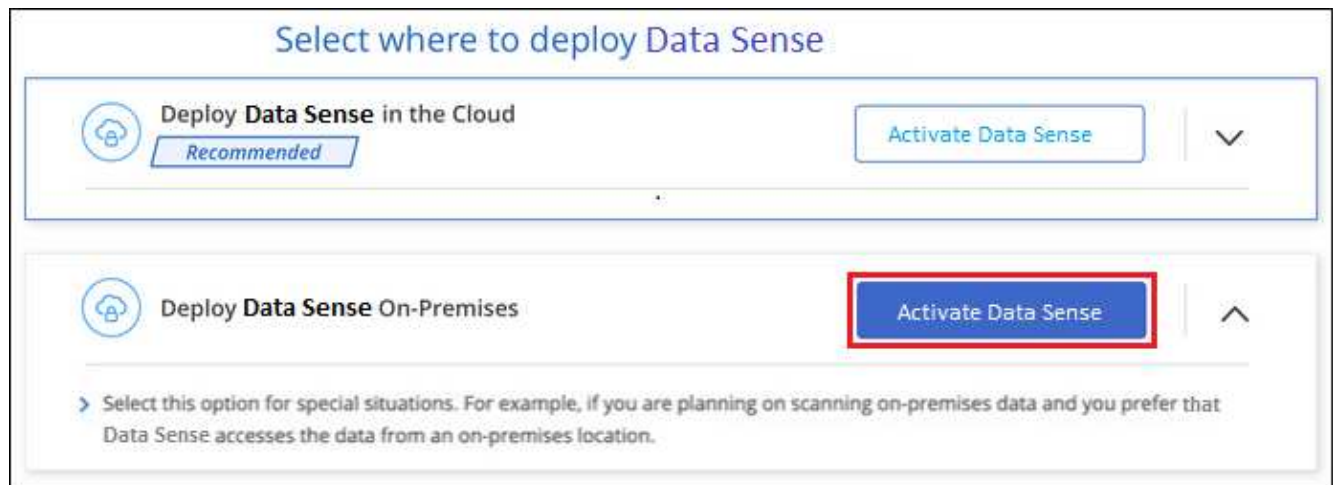 Select where to deploy Data Sense
Deploy Data Sense in the Cloud
Recommended
Activate Data Sense
Deploy Data Sense On-Premises
Activate Data Sense
Select this option for special situations. For example, if you are planning on scanning on-premises data and you prefer that
Data Sense accesses the data from an on-premises location.